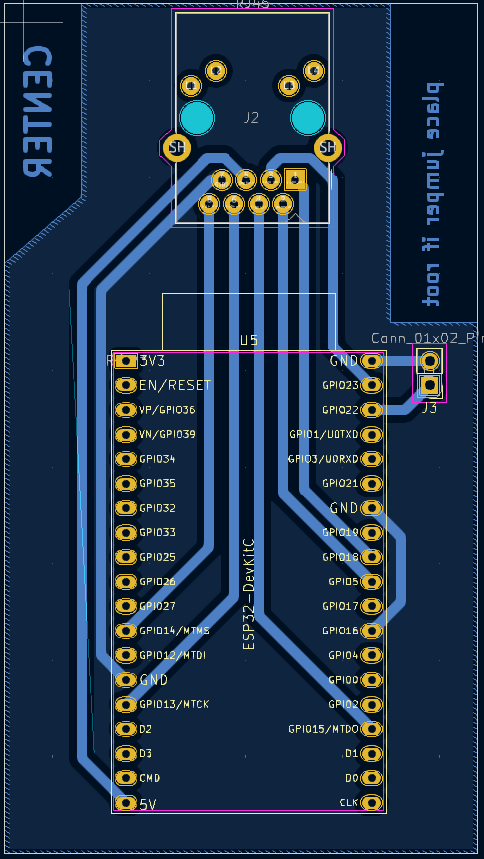 RJ45
CENTER
place jumper if root
J2
SH
SH
Conn_01x02_Pin
U5
J3
3V3
GND
EN/RESET
GPIO23
VP/GPIO36
GPIO22
VN/GPIO39
GPIO1/U0TXD
GPIO34
GPIO3/U0RXD
GPIO35
GPIO21
GPIO32
GND
GPIO33
GPIO19
GPIO25
GPIO18
GPIO26
GPIO5
GPIO27
GPIO17
GPIO14/MTMS
GPIO16
GPIO12/MTDI
GPIO4
GND
GPIO0
GPIO13/MTCK
GPIO2
D2
GPIO15/MTDO
D3
D1
CMD
D0
5V
CLK
ESP32-DevKitC